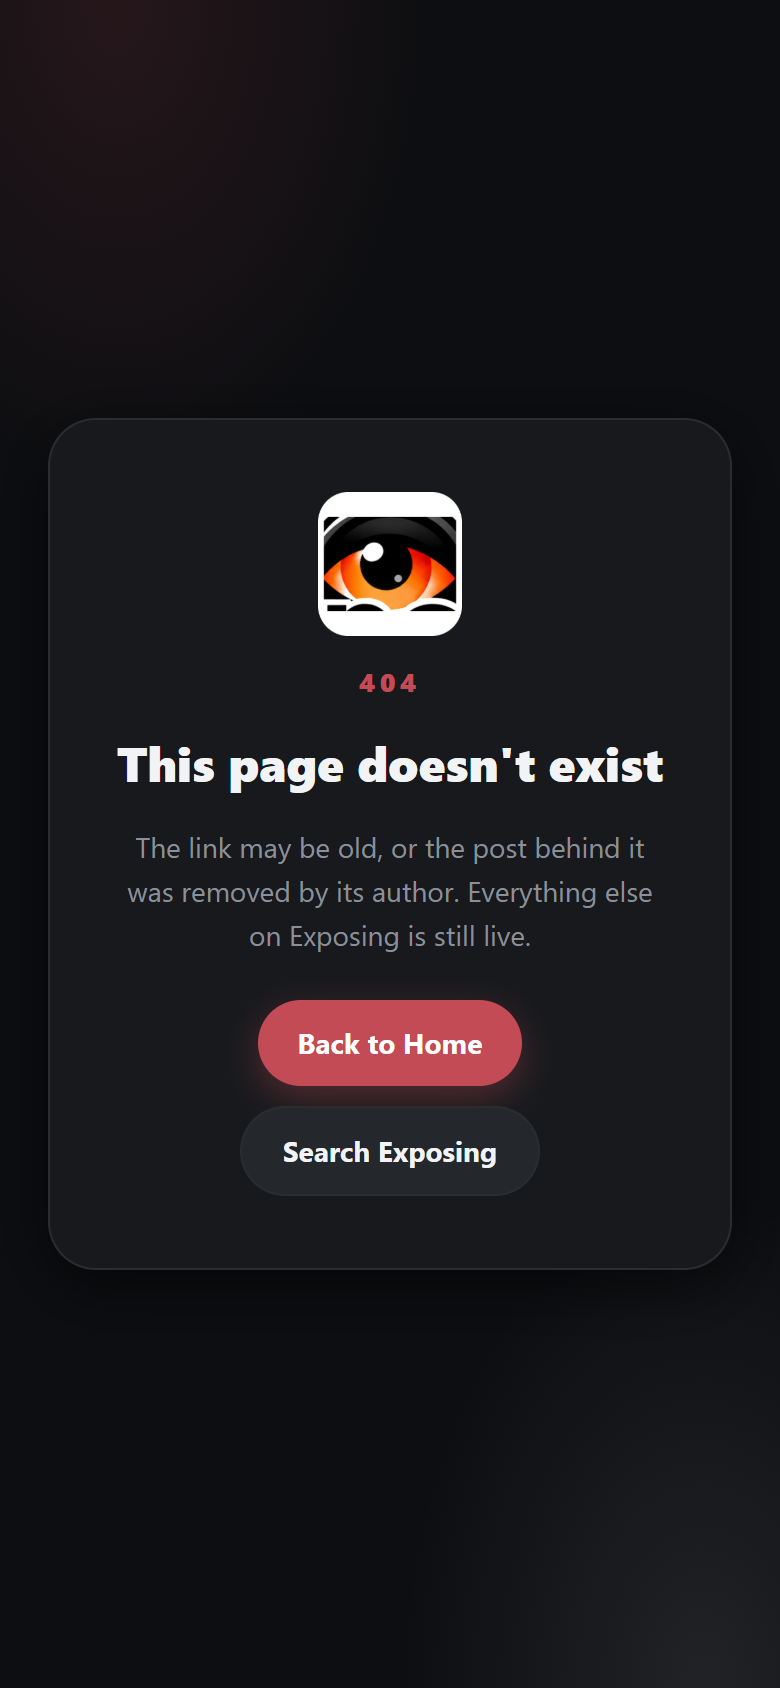 404
This page doesn't exist
The link may be old, or the post behind it
was removed by its author. Everything else
on Exposing is still live.
Back to Home
Search Exposing